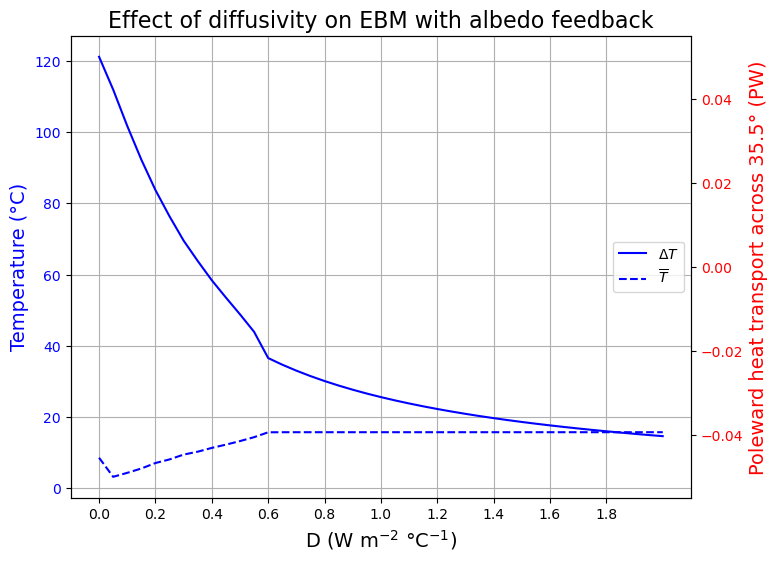 Effect of diffusivity on EBM with albedo feedback
Temperature (°C)
120
100
80
60
40
20
0
0.0 0.2 0.4 0.6 0.8 1.0 1.2 1.4 1.6 1.8
D (W m⁻² °C⁻¹)
0.04
0.02
0.00
−0.02
−0.04
Poleward heat transport across 35.5° (PW)
ΔT
T̅